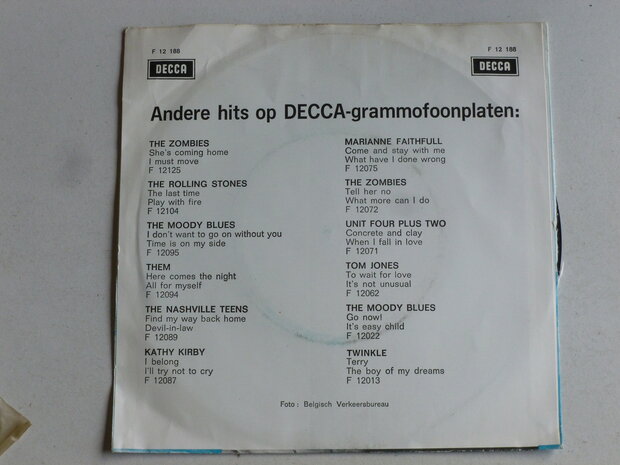 F 12 188
DECCA
F 12 188
DECCA
Andere hits op DECCA-grammofoonplaten:
THE ZOMBIES
She's coming home
I must move
F 12125
THE ROLLING STONES
The last time
Play with fire
F 12104
THE MOODY BLUES
I don't want to go on without you
Time is on my side
F 12095
THEM
Here comes the night
All for myself
F 12094
THE NASHVILLE TEENS
Find my way back home
Devil-in-law
F 12089
KATHY KIRBY
I belong
I'll try not to cry
F 12087
MARIANNE FAITHFULL
Come and stay with me
What have I done wrong
F 12075
THE ZOMBIES
Tell her no
What more can I do
F 12072
UNIT FOUR PLUS TWO
Concrete and clay
When I fall in love
F 12071
TOM JONES
To wait for love
It's not unusual
F 12062
THE MOODY BLUES
Go now!
It's easy child
F 12022
TWINKLE
Terry
The boy of my dreams
F 12013
Foto: Belgisch Verkeersbureau